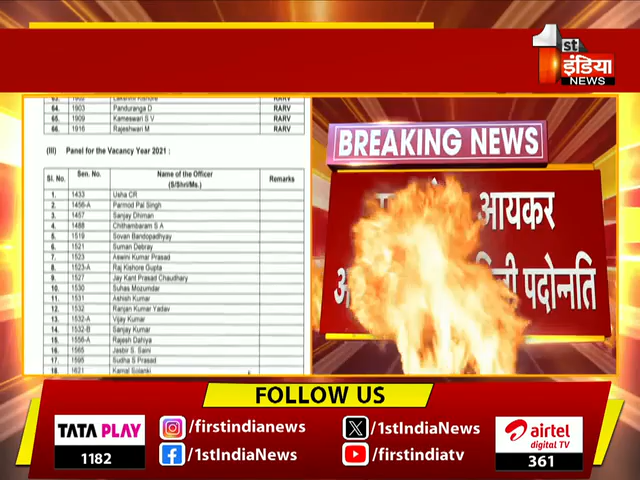 1st
इंडिया
NEWS
64. 1903 Panduranga D RARV
65. 1909 Kameswari S V RARV
66. 1916 Rajeshwari M RARV
(III) Panel for the Vacancy Year 2021 :
Sl. No. Sen. No. Name of the Officer (S/Shri/Ms.) Remarks
1. 1433 Usha CR
2. 1456-A Parmod Pal Singh
3. 1457 Sanjay Dhiman
4. 1488 Chithambaram S A
5. 1519 Sovan Bandopadhyay
6. 1521 Suman Debray
7. 1523 Aswini Kumar Prasad
8. 1523-A Raj Kishore Gupta
9. 1527 Jay Kant Prasad Chaudhary
10. 1530 Suhas Mozumdar
11. 1531 Ashish Kumar
12. 1532 Ranjan Kumar Yadav
13. 1532-A Vijay Kumar
14. 1532-B Sanjay Kumar
15. 1556-A Rajesh Dahiya
16. 1565 Jasbir S. Saini
17. 1595 Sudha S Prasad
18. 1621 Kamal Solanki
BREAKING NEWS
आयकर
पदोन्नति
FOLLOW US
TATA PLAY
1182
/firstindianews
/1stIndiaNews
/1stIndiaNews
/firstindiatv
airtel
digital TV
361